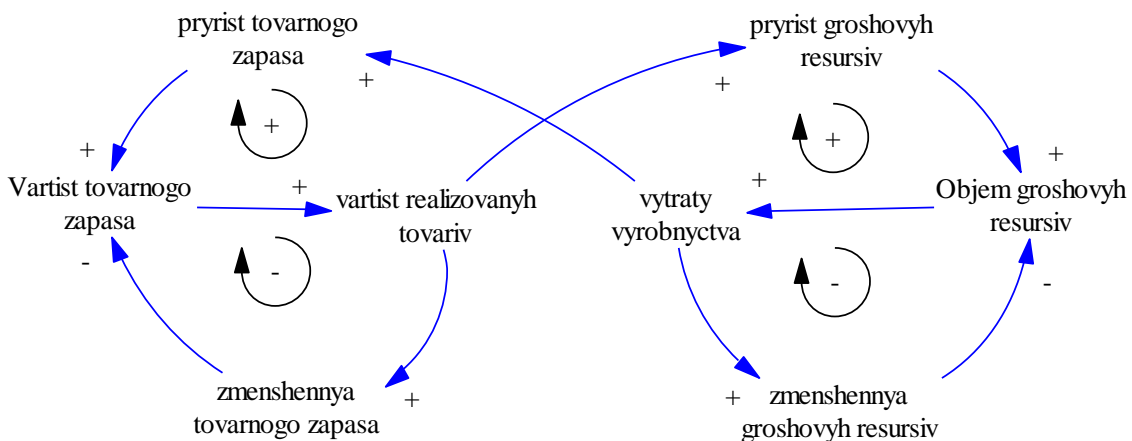 pryrist tovarnogo
zapasa
+
+
pryrist groshovyh
resursiv
+
+
+
+
Vartist tovarnogo
zapasa
-
+
vartist realizovanyh
tovariv
-
vytraty
vyrobnyctva
+
-
Objem groshovyh
resursiv
+
-
zmenshennya
tovarnogo zapasa
+
zmenshennya
groshovyh resursiv
+